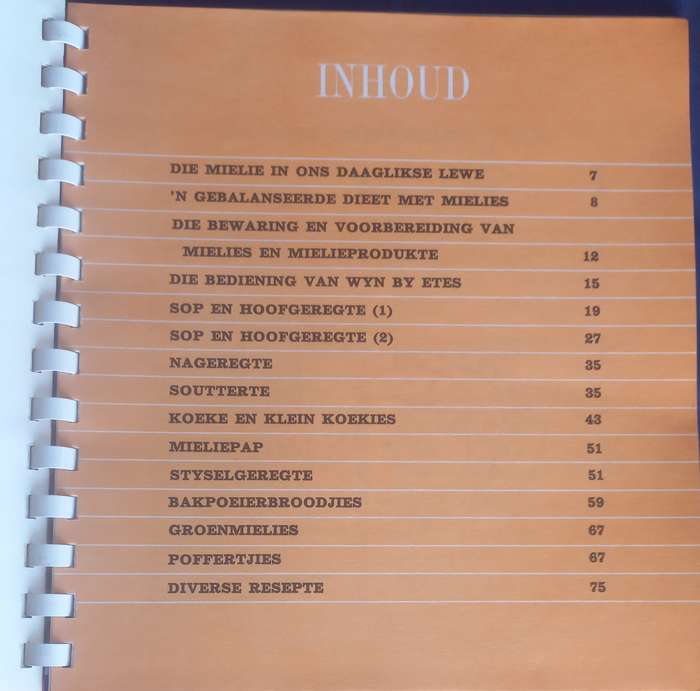 INHOUD
DIE MIELIE IN ONS DAAGLIKSE LEWE 7
'N GEBALANSEERDE DIEET MET MIELIES 8
DIE BEWARING EN VOORBEREIDING VAN
MIELIES EN MIELIEPRODUKTE 12
DIE BEDIENING VAN WYN BY ETES 15
SOP EN HOOFGEREGTE (1) 19
SOP EN HOOFGEREGTE (2) 27
NAGEREGTE 35
SOUTTERTE 35
KOEKE EN KLEIN KOEKIES 43
MIELIEPAP 51
STYSELGEREGTE 51
BAKPOEIERBROODJIES 59
GROENMIELIES 67
POFFERTJIES 67
DIVERSE RESEPTE 75